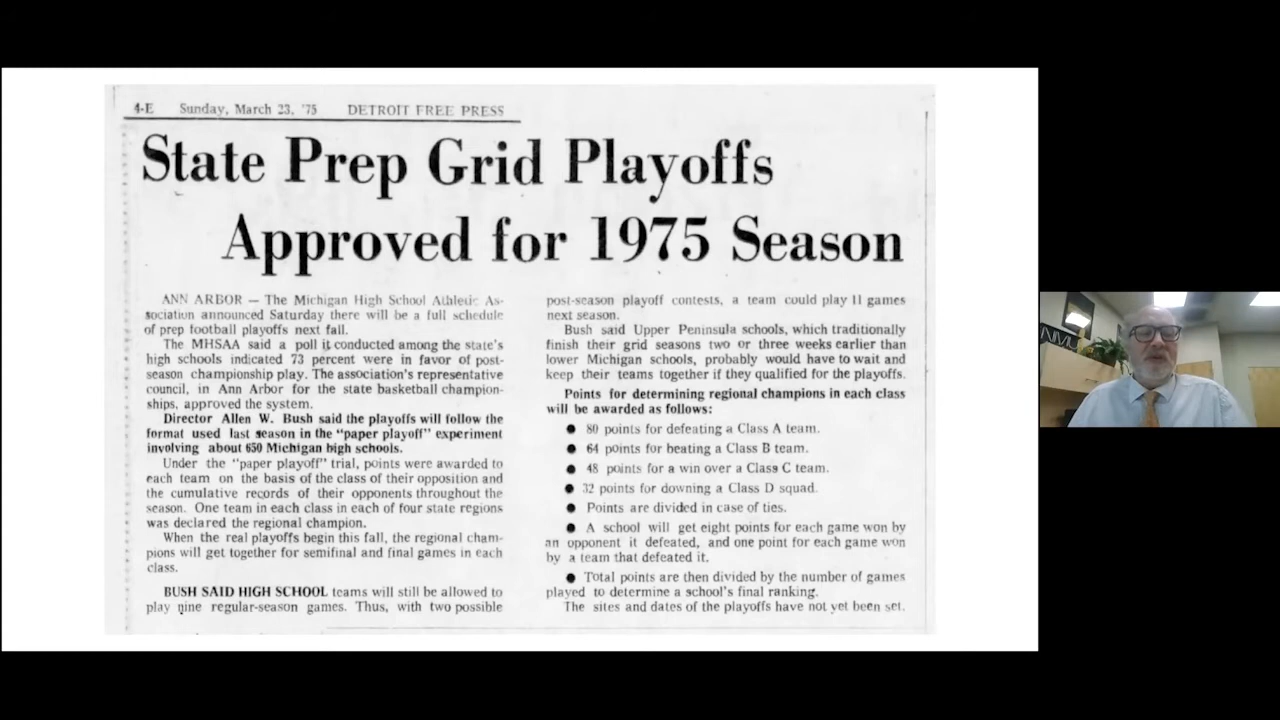 4-E Sunday, March 23, '75 DETROIT FREE PRESS
State Prep Grid Playoffs
Approved for 1975 Season
ANN ARBOR — The Michigan High School Athletic As-
sociation announced Saturday there will be a full schedule
of prep football playoffs next fall.
The MHSAA said a poll it conducted among the state's
high schools indicated 73 percent were in favor of post-
season championship play. The association's representative
council, in Ann Arbor for the state basketball champion-
ships, approved the system.
Director Allen W. Bush said the playoffs will follow the
format used last season in the "paper playoff" experiment
involving about 650 Michigan high schools.
Under the "paper playoff" trial, points were awarded to
each team on the basis of the class of their opposition and
the cumulative records of their opponents throughout the
season. One team in each class in each of four state regions
was declared the regional champion.
When the real playoffs begin this fall, the regional cham-
pions will get together for semifinal and final games in each
class.
BUSH SAID HIGH SCHOOL teams will still be allowed to
play nine regular-season games. Thus, with two possible
post-season playoff contests, a team could play 11 games
next season.
Bush said Upper Peninsula schools, which traditionally
finish their grid seasons two or three weeks earlier than
lower Michigan schools, probably would have to wait and
keep their teams together if they qualified for the playoffs.
Points for determining regional champions in each class
will be awarded as follows:
● 80 points for defeating a Class A team.
● 64 points for beating a Class B team.
● 48 points for a win over a Class C team.
● 32 points for downing a Class D squad.
● Points are divided in case of ties.
● A school will get eight points for each game won by
an opponent it defeated, and one point for each game won
by a team that defeated it.
● Total points are then divided by the number of games
played to determine a school's final ranking.
The sites and dates of the playoffs have not yet been set.
NMU